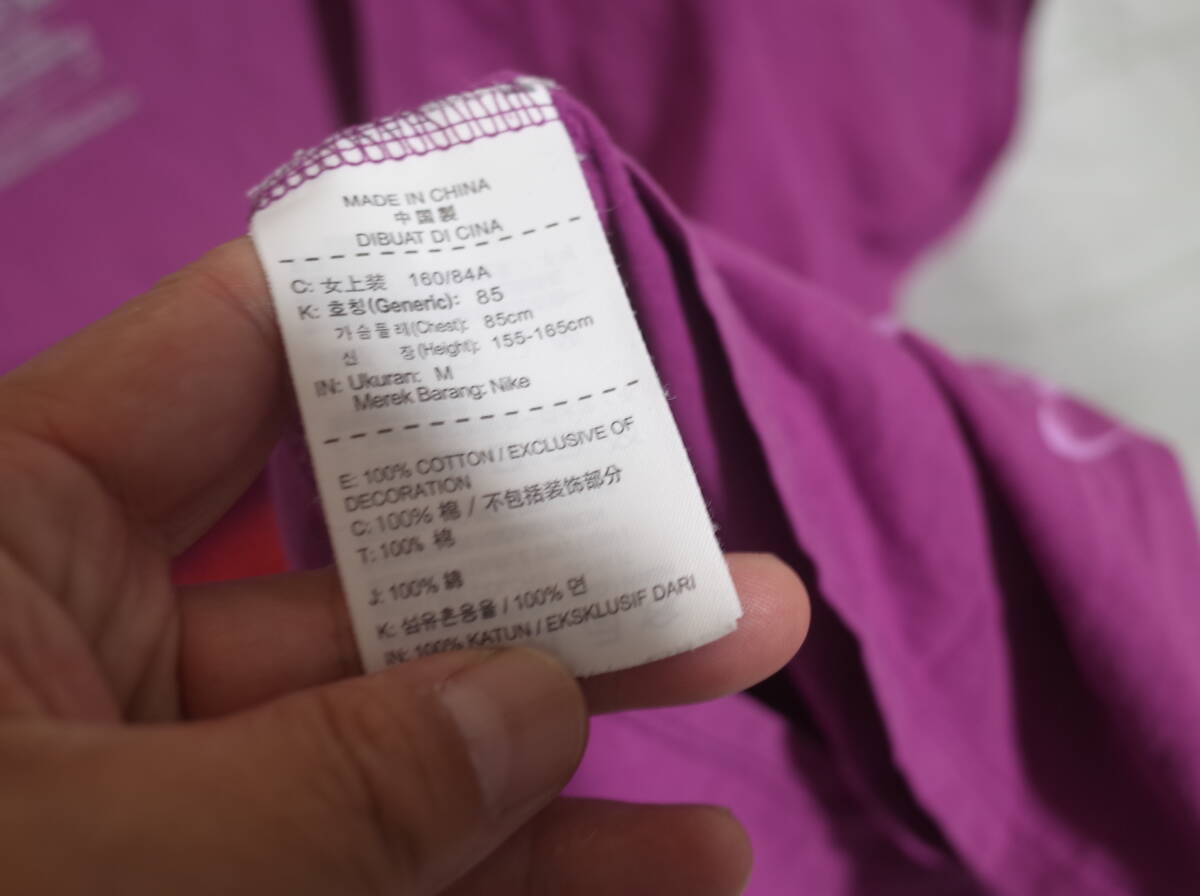 MADE IN CHINA
中国製
DIBUAT DI CINA
C: 女上装 160/84A
K: 호칭(Generic): 85
가슴둘레(Chest): 85cm
신 장(Height): 155-165cm
IN: Ukuran: M
Merek Barang: Nike
E: 100% COTTON / EXCLUSIVE OF
DECORATION
C: 100% 棉 / 不包括装饰部分
T: 100% 棉
J: 100% 綿
K: 섬유혼용율 / 100% 면
IN: 100% KATUN / EKSKLUSIF DARI